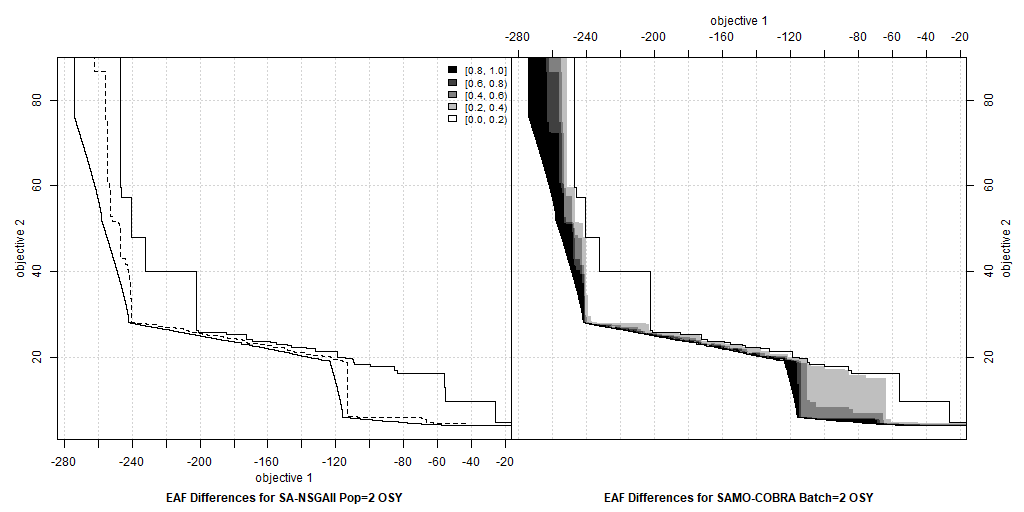 objective 1
-280 -240 -200 -160 -120 -80 -60 -40 -20
[0.8, 1.0]
[0.6, 0.8)
[0.4, 0.6)
[0.2, 0.4)
[0.0, 0.2)
80
60
40
20
objective 2
80
60
40
20
objective 2
-280 -240 -200 -160 -120 -80 -60 -40 -20
objective 1
EAF Differences for SA-NSGAII Pop=2 OSY
EAF Differences for SAMO-COBRA Batch=2 OSY